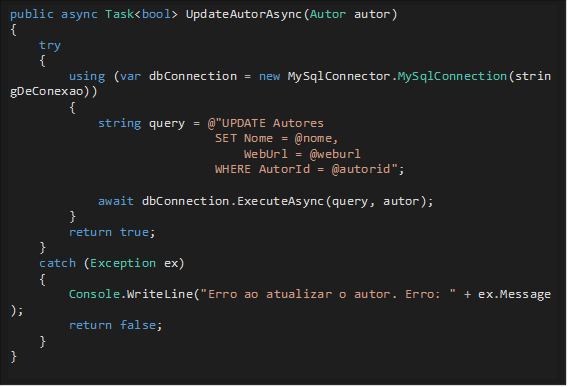 public async Task<bool> UpdateAutorAsync(Autor autor)
{
    try
    {
        using (var dbConnection = new MySqlConnector.MySqlConnection(strin
gDeConexao))
        {
            string query = @"UPDATE Autores
                            SET Nome = @nome,
                                WebUrl = @weburl
                            WHERE AutorId = @autorid";

            await dbConnection.ExecuteAsync(query, autor);
        }
        return true;
    }
    catch (Exception ex)
    {
        Console.WriteLine("Erro ao atualizar o autor. Erro: " + ex.Message
);
        return false;
    }
}